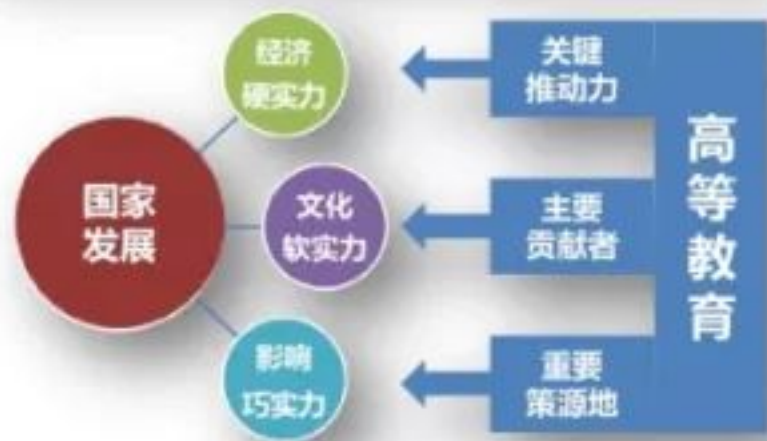 国家
发展
经济
硬实力
文化
软实力
影响
巧实力
关键
推动力
主要
贡献者
重要
策源地
高等教育